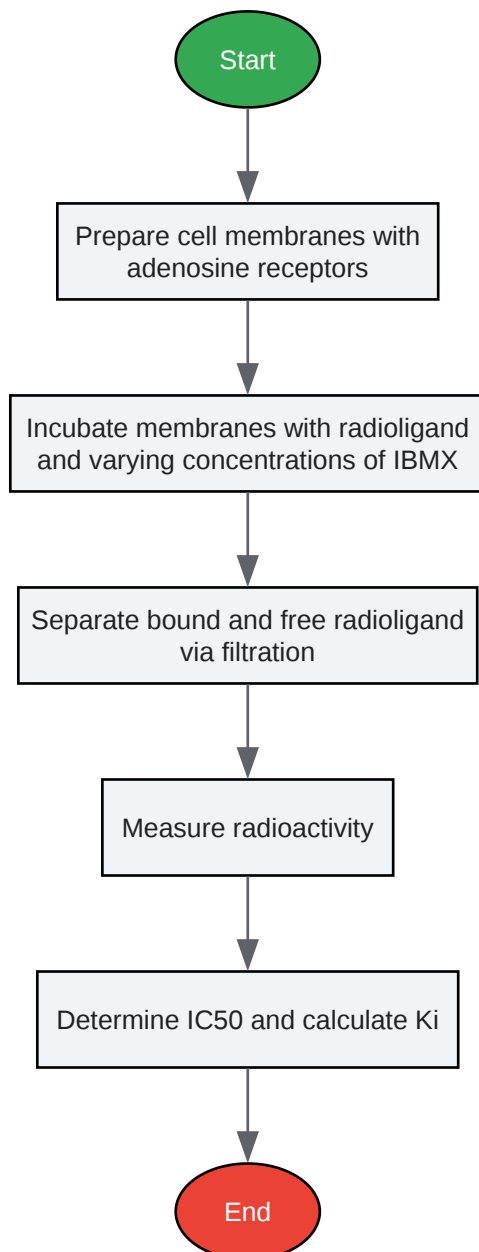 Start
Prepare cell membranes with
adenosine receptors
Incubate membranes with radioligand
and varying concentrations of IBMX
Separate bound and free radioligand
via filtration
Measure radioactivity
Determine IC50 and calculate Ki
End